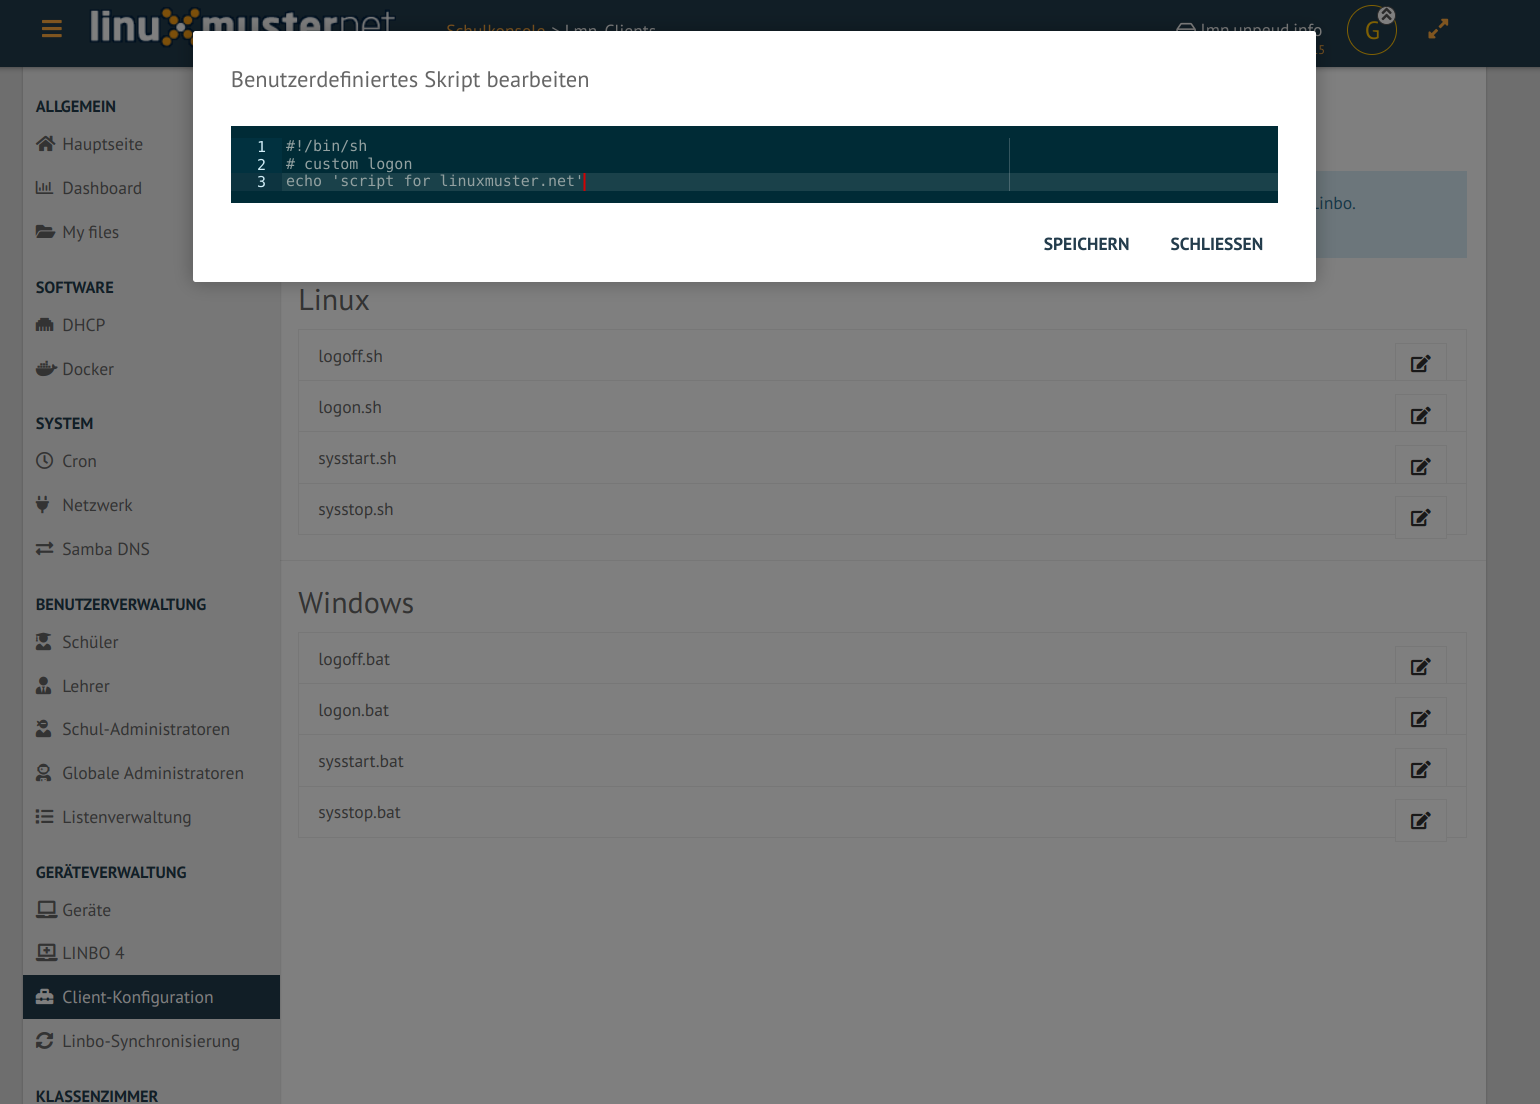 linuxmusternet
Schulkonsole > Lmn Clients
G
Benutzerdefiniertes Skript bearbeiten
1 #!/bin/sh
2 # custom logon
3 echo 'script for linuxmuster.net'
SPEICHERN SCHLIESSEN
Linbo.
ALLGEMEIN
Hauptseite
Dashboard
My files
SOFTWARE
DHCP
Docker
SYSTEM
Cron
Netzwerk
Samba DNS
BENUTZERVERWALTUNG
Schüler
Lehrer
Schul-Administratoren
Globale Administratoren
Listenverwaltung
GERÄTEVERWALTUNG
Geräte
LINBO 4
Client-Konfiguration
Linbo-Synchronisierung
KLASSENZIMMER
Linux
logoff.sh
logon.sh
sysstart.sh
sysstop.sh
Windows
logoff.bat
logon.bat
sysstart.bat
sysstop.bat